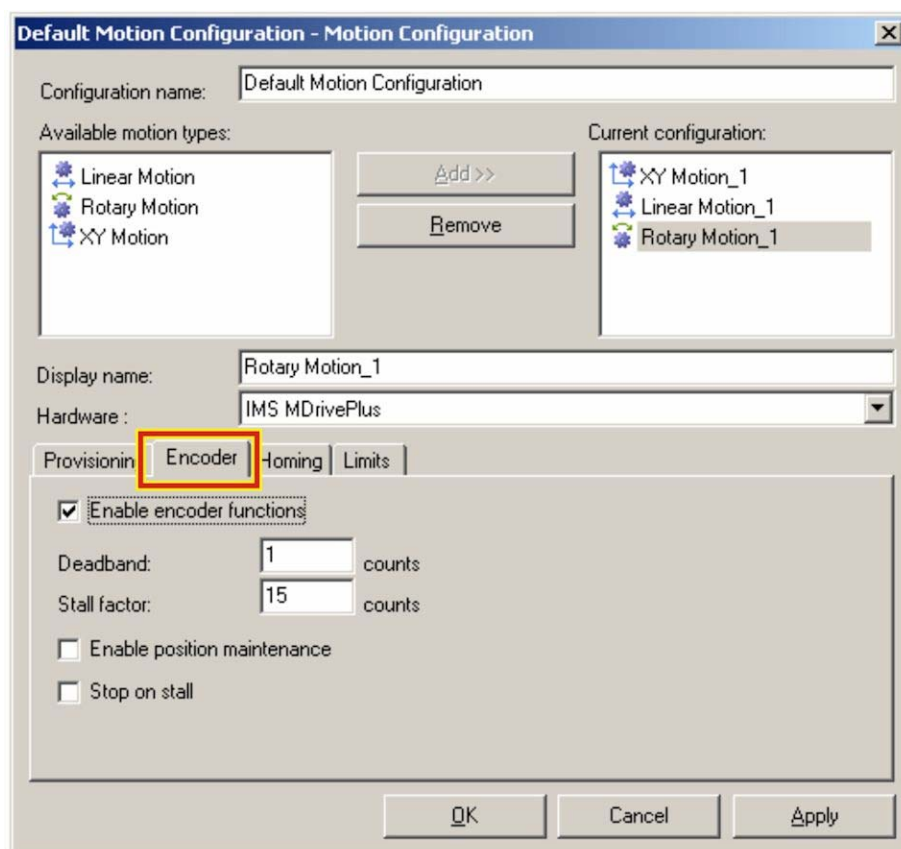 Default Motion Configuration - Motion Configuration
Configuration name: Default Motion Configuration
Available motion types: Current configuration:
Linear Motion
Rotary Motion
XY Motion
Add >>
Remove
XY Motion_1
Linear Motion_1
Rotary Motion_1
Display name: Rotary Motion_1
Hardware : IMS MDrivePlus
Provisionin Encoder Homing Limits
Enable encoder functions
Deadband: 1 counts
Stall factor: 15 counts
Enable position maintenance
Stop on stall
OK Cancel Apply